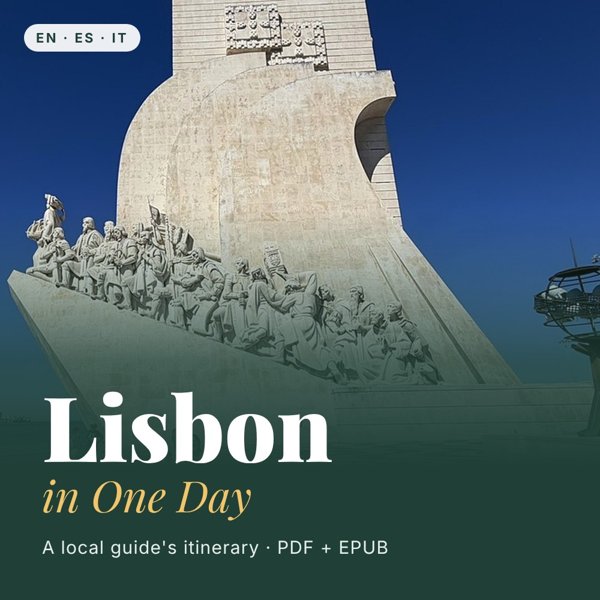 EN · ES · IT
Lisbon
in One Day
A local guide's itinerary · PDF + EPUB